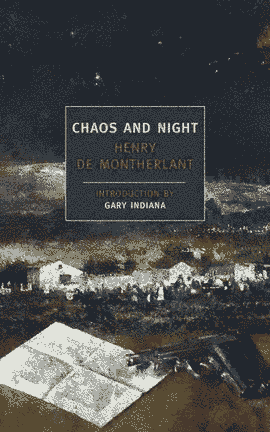 CHAOS AND NIGHT
HENRY
DE MONTHERLANT
INTRODUCTION BY
GARY INDIANA